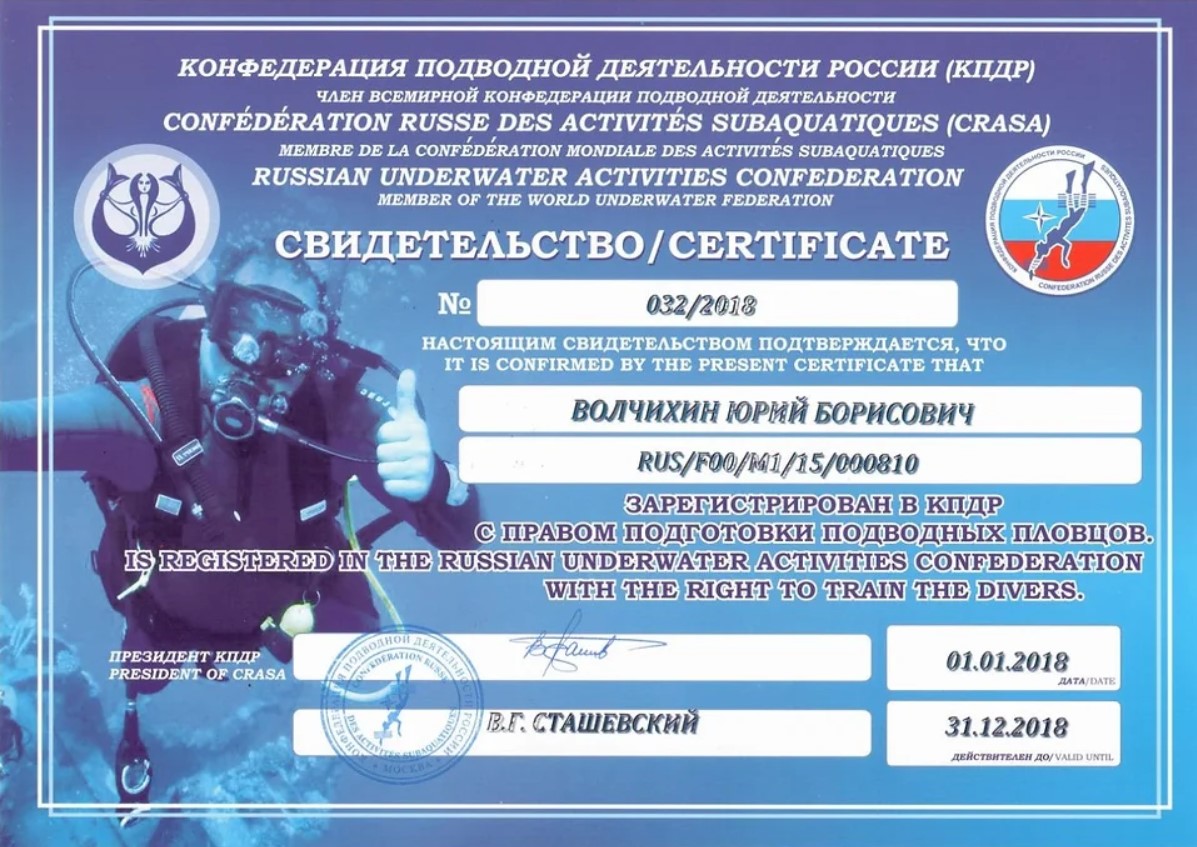 КОНФЕДЕРАЦИЯ ПОДВОДНОЙ ДЕЯТЕЛЬНОСТИ РОССИИ (КПДР)
ЧЛЕН ВСЕМИРНОЙ КОНФЕДЕРАЦИИ ПОДВОДНОЙ ДЕЯТЕЛЬНОСТИ
CONFÉDÉRATION RUSSE DES ACTIVITÉS SUBAQUATIQUES (CRASA)
MEMBRE DE LA CONFÉDÉRATION MONDIALE DES ACTIVITÉS SUBAQUATIQUES
RUSSIAN UNDERWATER ACTIVITIES CONFEDERATION
MEMBER OF THE WORLD UNDERWATER FEDERATION
КОНФЕДЕРАЦИЯ ПОДВОДНОЙ ДЕЯТЕЛЬНОСТИ РОССИИ
CONFEDERATION RUSSE DES ACTIVITES SUBAQUATIQUES
СВИДЕТЕЛЬСТВО/CERTIFICATE
№ 032/2018
НАСТОЯЩИМ СВИДЕТЕЛЬСТВОМ ПОДТВЕРЖДАЕТСЯ, ЧТО
IT IS CONFIRMED BY THE PRESENT CERTIFICATE THAT
ВОЛЧИХИН ЮРИЙ БОРИСОВИЧ
RUS/F00/M1/15/000810
ЗАРЕГИСТРИРОВАН В КПДР
С ПРАВОМ ПОДГОТОВКИ ПОДВОДНЫХ ПЛОВЦОВ.
IS REGISTERED IN THE RUSSIAN UNDERWATER ACTIVITIES CONFEDERATION
WITH THE RIGHT TO TRAIN THE DIVERS.
ПРЕЗИДЕНТ КПДР
PRESIDENT OF CRASA
01.01.2018
ДАТА/DATE
КОНФЕДЕРАЦИЯ ПОДВОДНОЙ ДЕЯТЕЛЬНОСТИ РОССИИ
CONFEDERATION RUSSE
DES ACTIVITÉS SUBAQUATIQUES
МОСКВА
В.Г. СТАШЕВСКИЙ
31.12.2018
ДЕЙСТВИТЕЛЕН ДО/VALID UNTIL